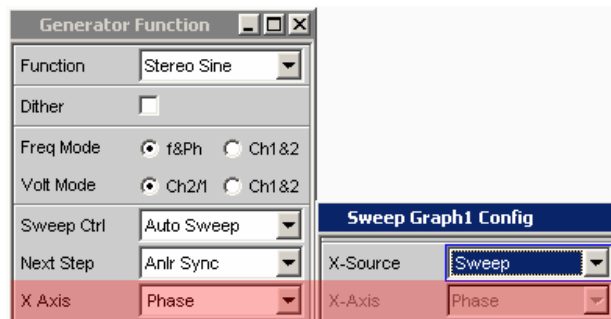 Generator Function
Function Stereo Sine
Dither
Freq Mode f&Ph Ch1&2
Volt Mode Ch2/1 Ch1&2
Sweep Ctrl Auto Sweep
Next Step Anlr Sync
X Axis Phase
Sweep Graph1 Config
X-Source Sweep
X-Axis Phase